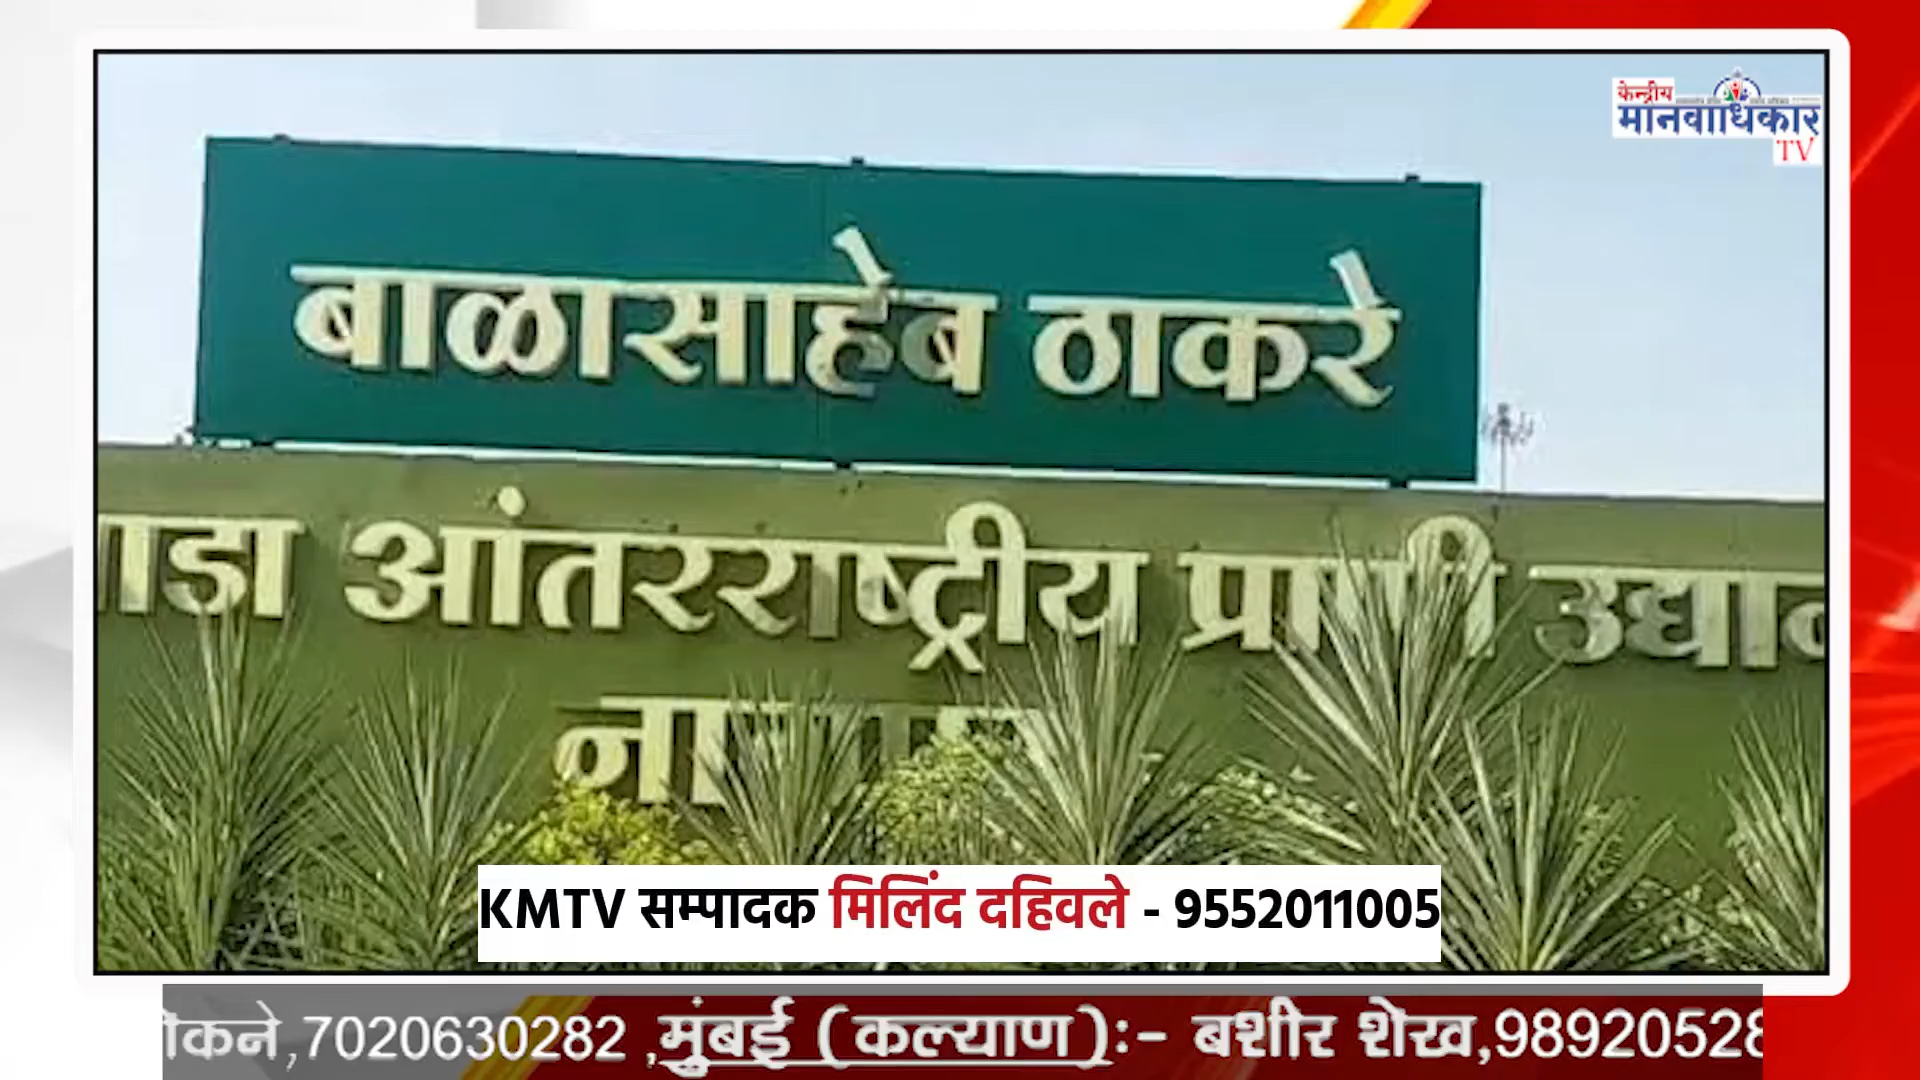 केन्द्रीय
मानवाधिकार
TV
बाळासाहेब ठाकरे
आंतरराष्ट्रीय प्राणी
KMTV सम्पादक मिलिंद दहिवले - 9552011005
7020630282 ,मुंबई (कल्याण):- बशीर शेख,